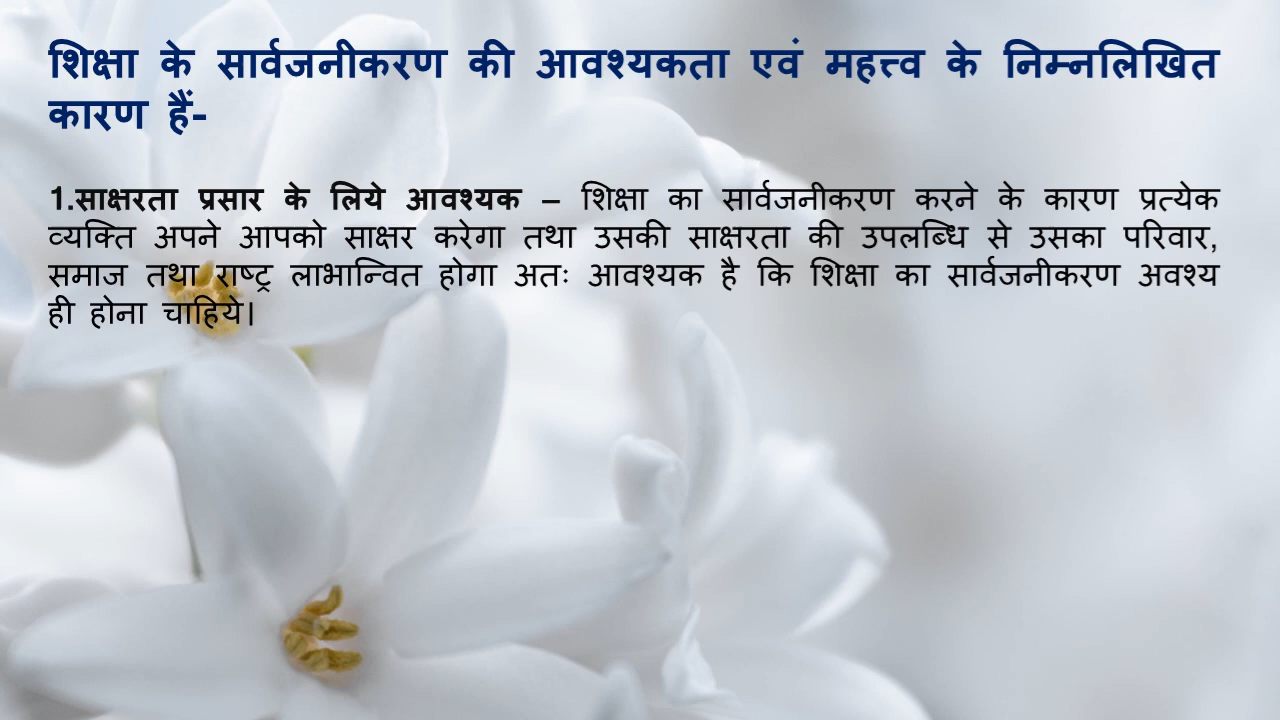 शिक्षा के सार्वजनीकरण की आवश्यकता एवं महत्त्व के निम्नलिखित
कारण हैं-
1.साक्षरता प्रसार के लिये आवश्यक – शिक्षा का सार्वजनीकरण करने के कारण प्रत्येक
व्यक्ति अपने आपको साक्षर करेगा तथा उसकी साक्षरता की उपलब्धि से उसका परिवार,
समाज तथा राष्ट्र लाभान्वित होगा अतः आवश्यक है कि शिक्षा का सार्वजनीकरण अवश्य
ही होना चाहिये।